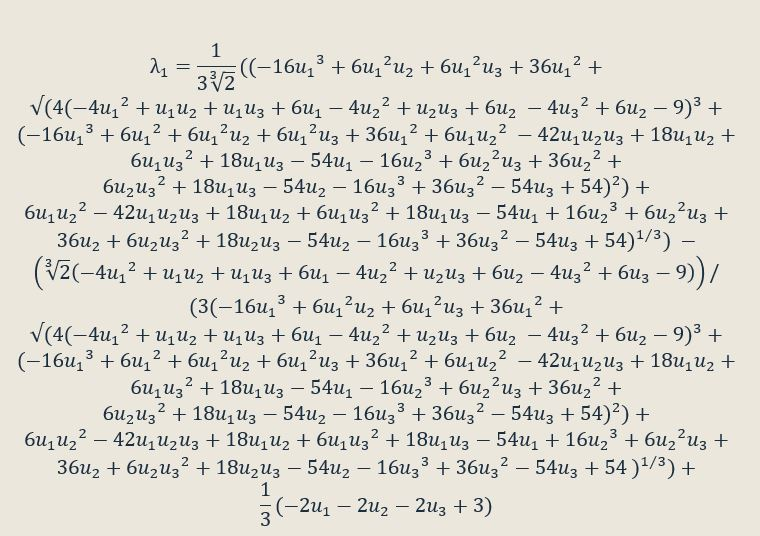 λ₁ = 1/(3∛2) ((−16u₁³ + 6u₁²u₂ + 6u₁²u₃ + 36u₁² +
√(4(−4u₁² + u₁u₂ + u₁u₃ + 6u₁ − 4u₂² + u₂u₃ + 6u₂ − 4u₃² + 6u₂ − 9)³ +
(−16u₁³ + 6u₁² + 6u₁²u₂ + 6u₁²u₃ + 36u₁² + 6u₁u₂² − 42u₁u₂u₃ + 18u₁u₂ +
6u₁u₃² + 18u₁u₃ − 54u₁ − 16u₂³ + 6u₂²u₃ + 36u₂² +
6u₂u₃² + 18u₁u₃ − 54u₂ − 16u₃³ + 36u₃² − 54u₃ + 54)²) +
6u₁u₂² − 42u₁u₂u₃ + 18u₁u₂ + 6u₁u₃² + 18u₁u₃ − 54u₁ + 16u₂³ + 6u₂²u₃ +
36u₂ + 6u₂u₃² + 18u₂u₃ − 54u₂ − 16u₃³ + 36u₃² − 54u₃ + 54)^{1/3}) −
(∛2(−4u₁² + u₁u₂ + u₁u₃ + 6u₁ − 4u₂² + u₂u₃ + 6u₂ − 4u₃² + 6u₃ − 9))/
(3(−16u₁³ + 6u₁²u₂ + 6u₁²u₃ + 36u₁² +
√(4(−4u₁² + u₁u₂ + u₁u₃ + 6u₁ − 4u₂² + u₂u₃ + 6u₂ − 4u₃² + 6u₂ − 9)³ +
(−16u₁³ + 6u₁² + 6u₁²u₂ + 6u₁²u₃ + 36u₁² + 6u₁u₂² − 42u₁u₂u₃ + 18u₁u₂ +
6u₁u₃² + 18u₁u₃ − 54u₁ − 16u₂³ + 6u₂²u₃ + 36u₂² +
6u₂u₃² + 18u₁u₃ − 54u₂ − 16u₃³ + 36u₃² − 54u₃ + 54)²) +
6u₁u₂² − 42u₁u₂u₃ + 18u₁u₂ + 6u₁u₃² + 18u₁u₃ − 54u₁ + 16u₂³ + 6u₂²u₃ +
36u₂ + 6u₂u₃² + 18u₂u₃ − 54u₂ − 16u₃³ + 36u₃² − 54u₃ + 54)^{1/3}) +
1/3 (−2u₁ − 2u₂ − 2u₃ + 3)